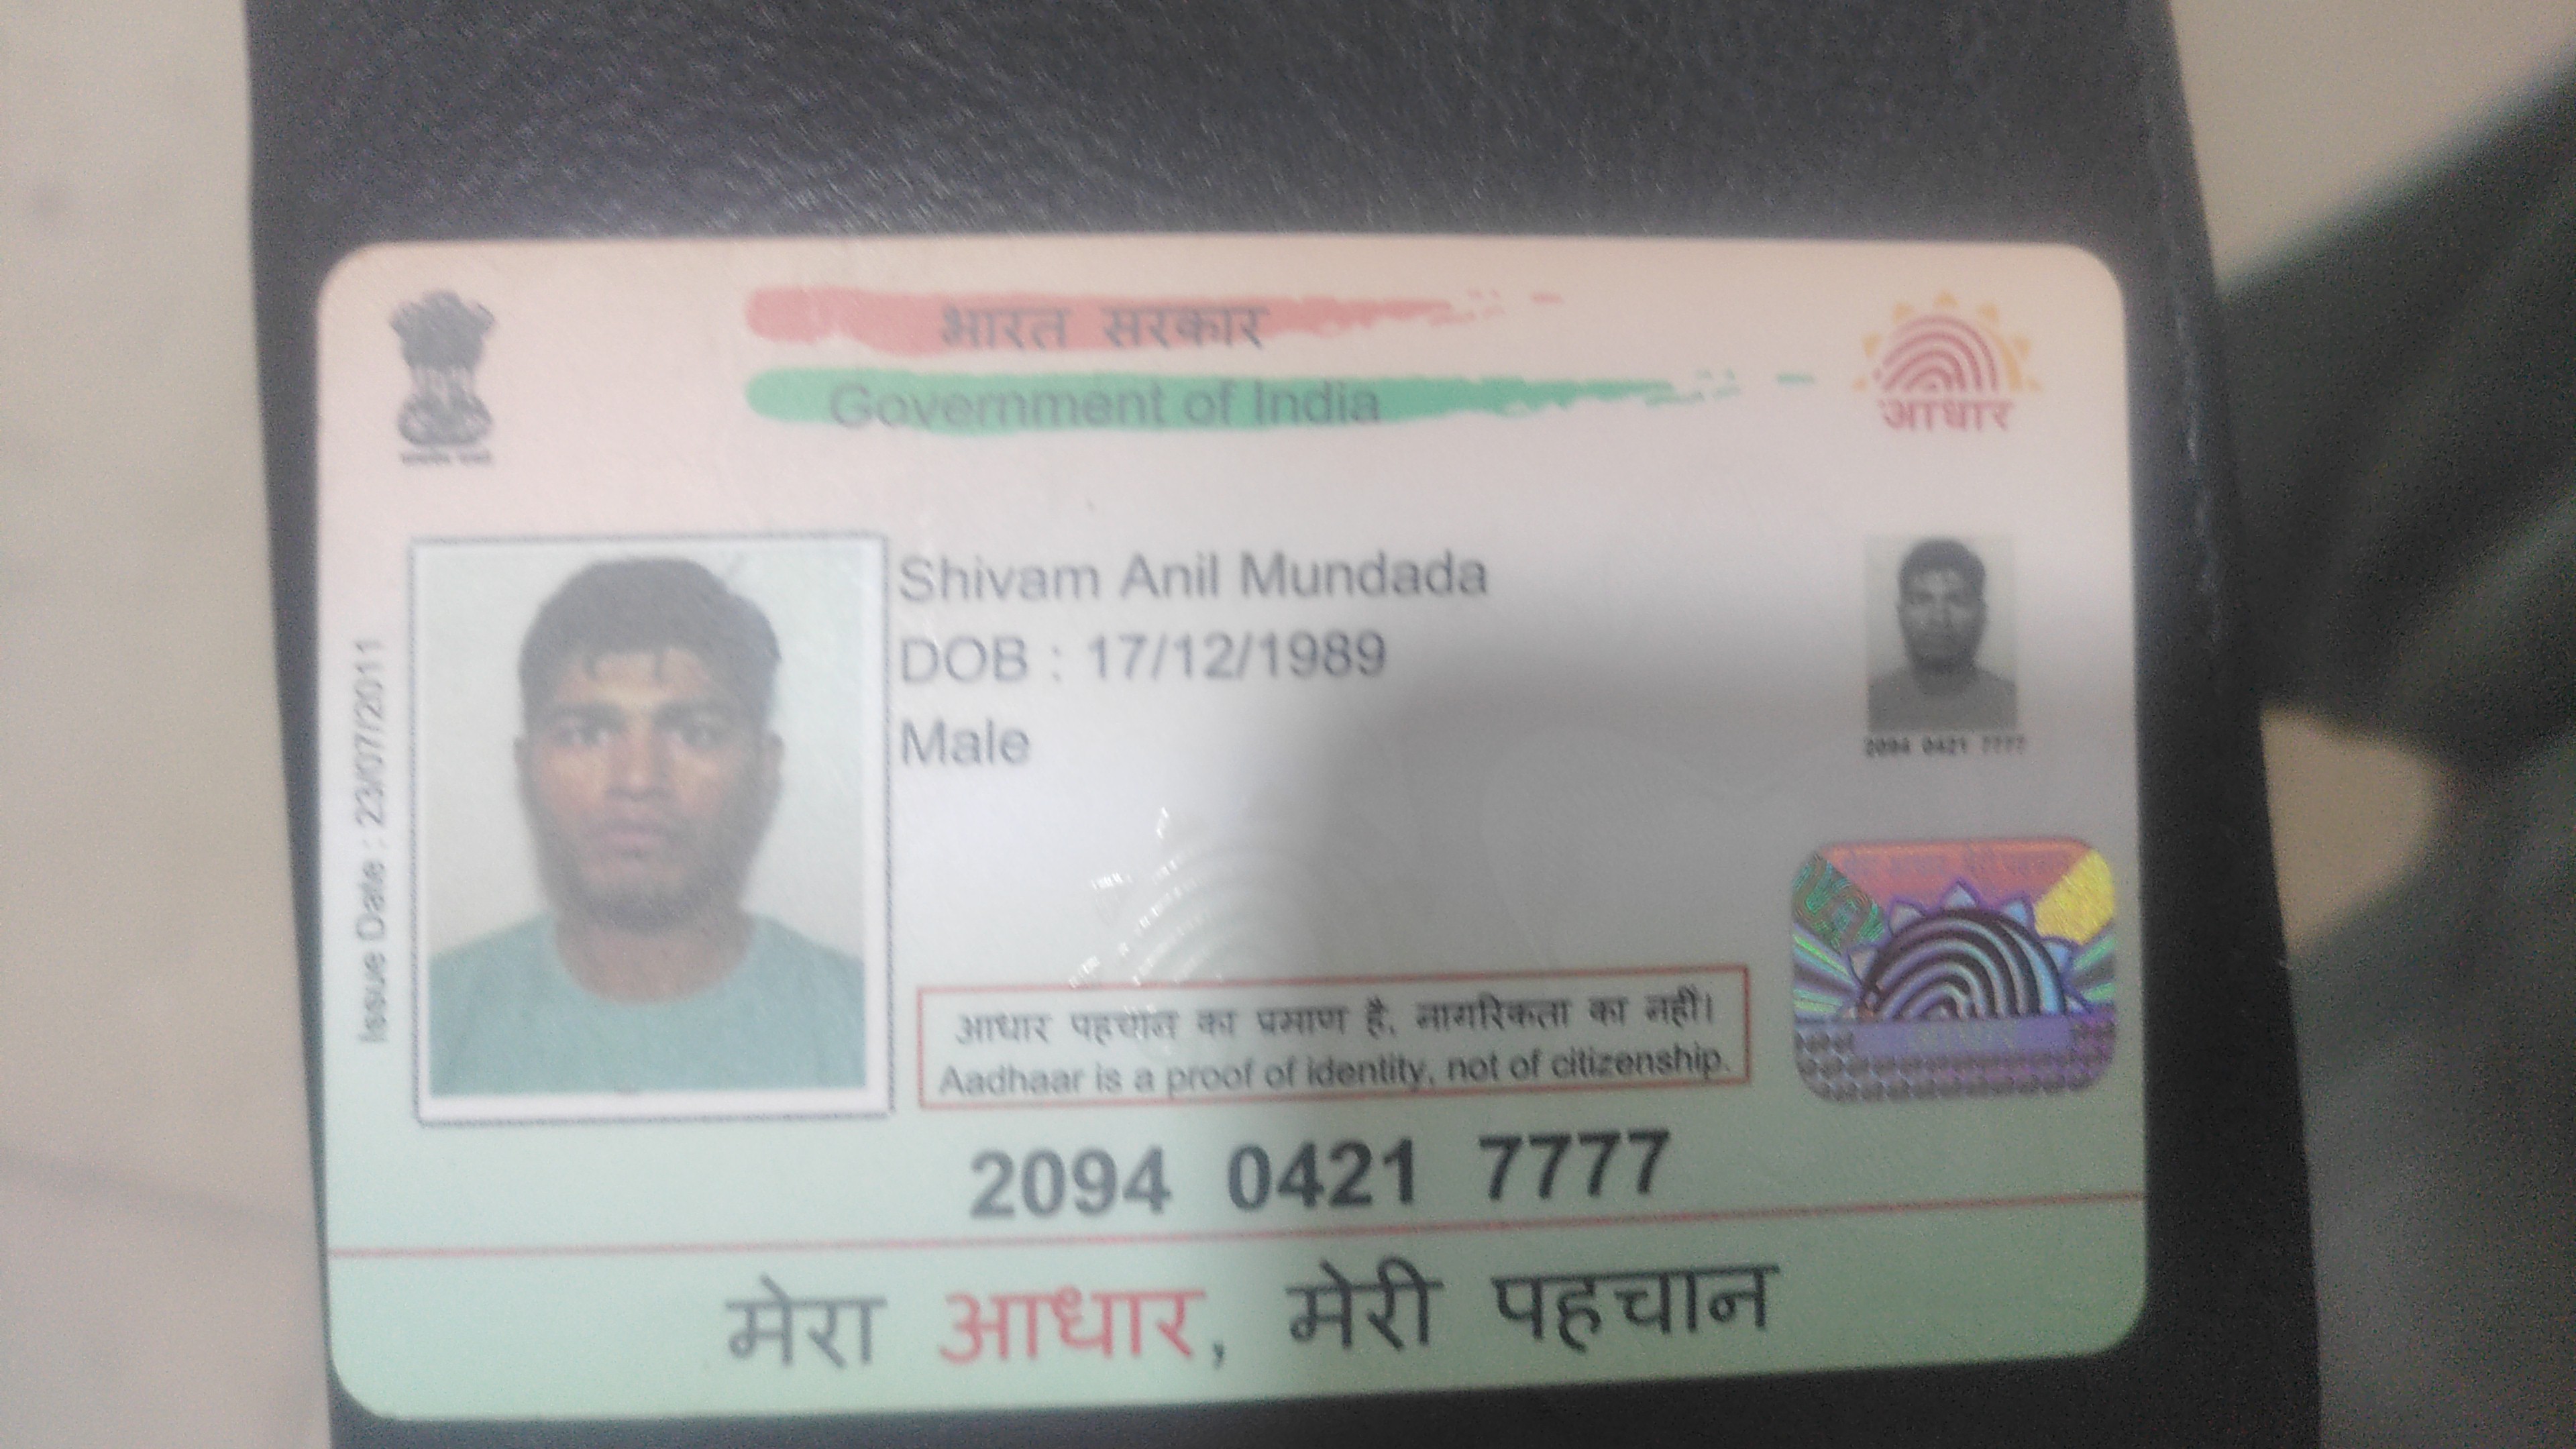 भारत सरकार
Government of India
आधार
Issue Date : 23/07/2011
Shivam Anil Mundada
DOB : 17/12/1989
Male
2094 0421 7777
आधार पहचान का प्रमाण है, नागरिकता का नहीं।
Aadhaar is a proof of identity, not of citizenship.
2094 0421 7777
मेरा आधार, मेरी पहचान